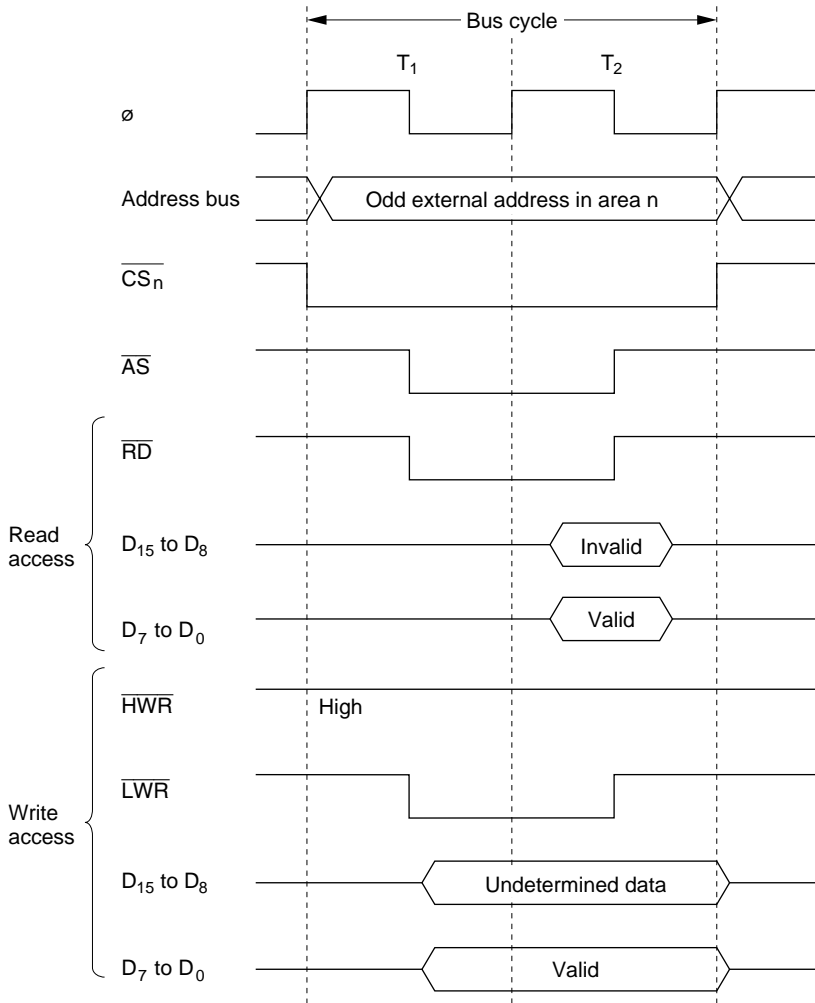 Bus cycle
T1 T2
ø
Address bus Odd external address in area n
CSn
AS
RD
Read
access
D15 to D8 Invalid
D7 to D0 Valid
HWR High
LWR
Write
access
D15 to D8 Undetermined data
D7 to D0 Valid